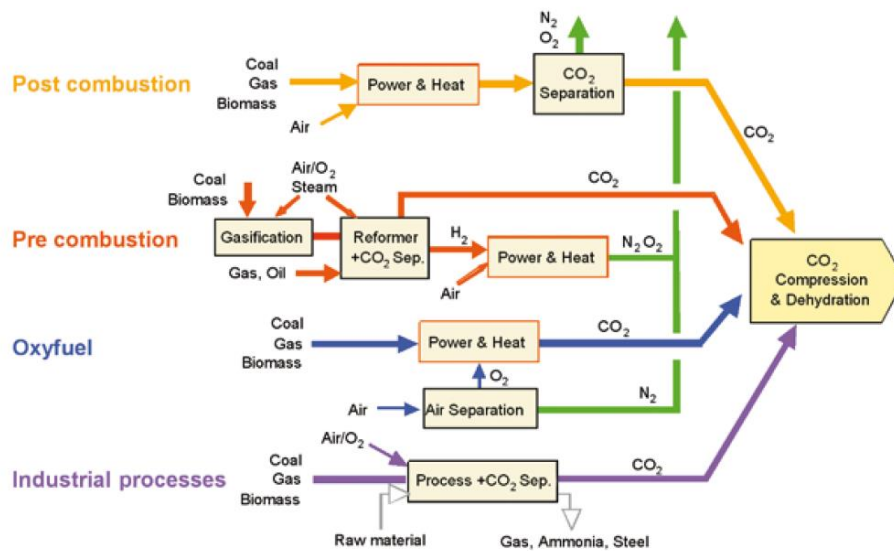 N₂
O₂
Post combustion
Coal
Gas
Biomass
Air
Power & Heat
CO₂
Separation
CO₂
Pre combustion
Coal
Biomass
Air/O₂
Steam
Gasification
Gas, Oil
Reformer
+CO₂ Sep.
CO₂
H₂
Air
Power & Heat
N₂O₂
CO₂
Compression
& Dehydration
Oxyfuel
Coal
Gas
Biomass
Power & Heat
CO₂
O₂
Air
Air Separation
N₂
Industrial processes
Air/O₂
Coal
Gas
Biomass
Process +CO₂ Sep.
CO₂
Raw material
Gas, Ammonia, Steel